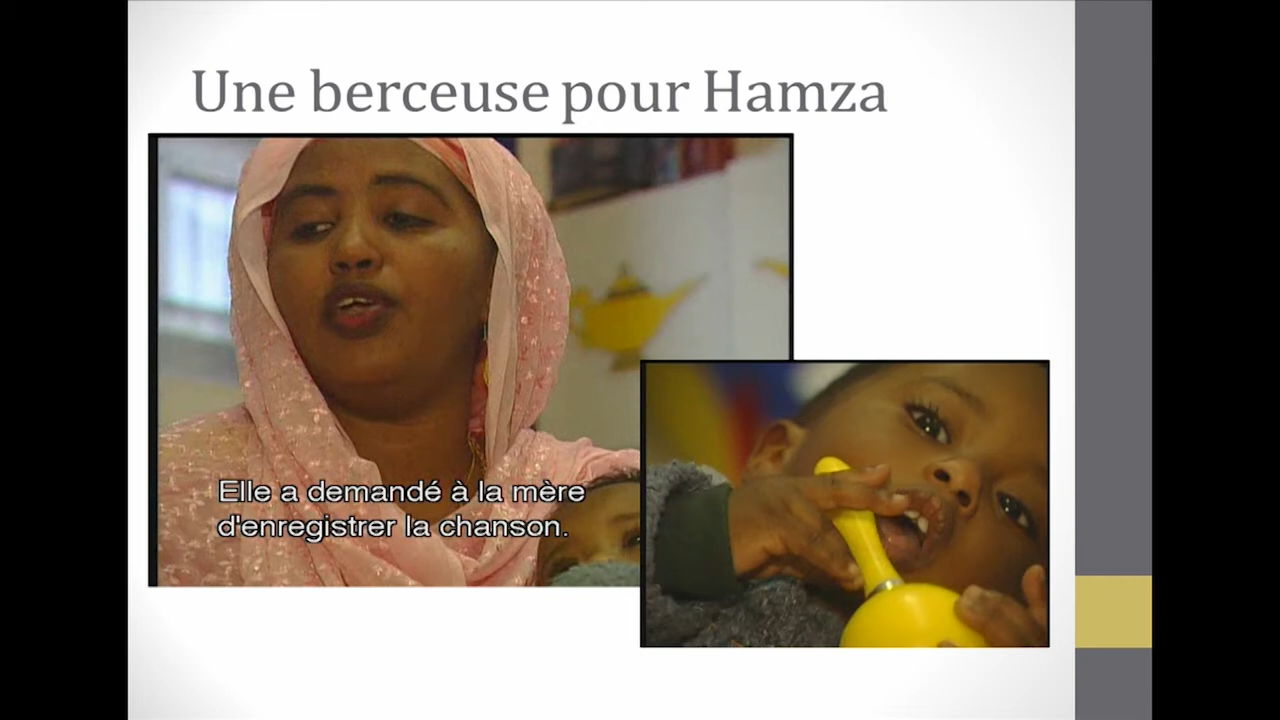 Une berceuse pour Hamza
Elle a demandé à la mère
d'enregistrer la chanson.